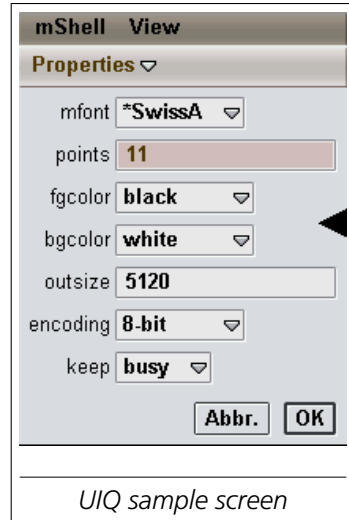 mShell View
Properties
mfont *SwissA
points 11
fgcolor black
bgcolor white
outsize 5120
encoding 8-bit
keep busy
Abbr. OK
UIQ sample screen